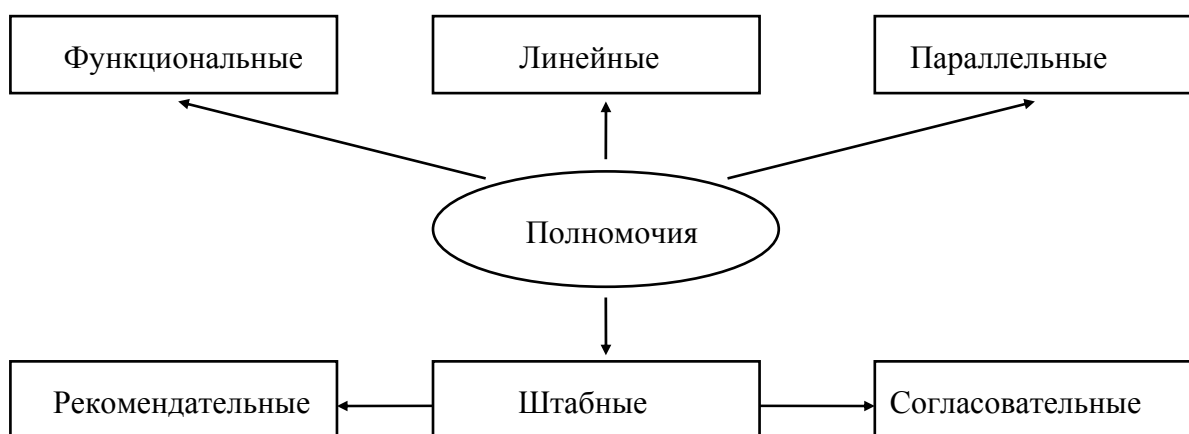 Функциональные
Линейные
Параллельные
Полномочия
Рекомендательные
Штабные
Согласовательные